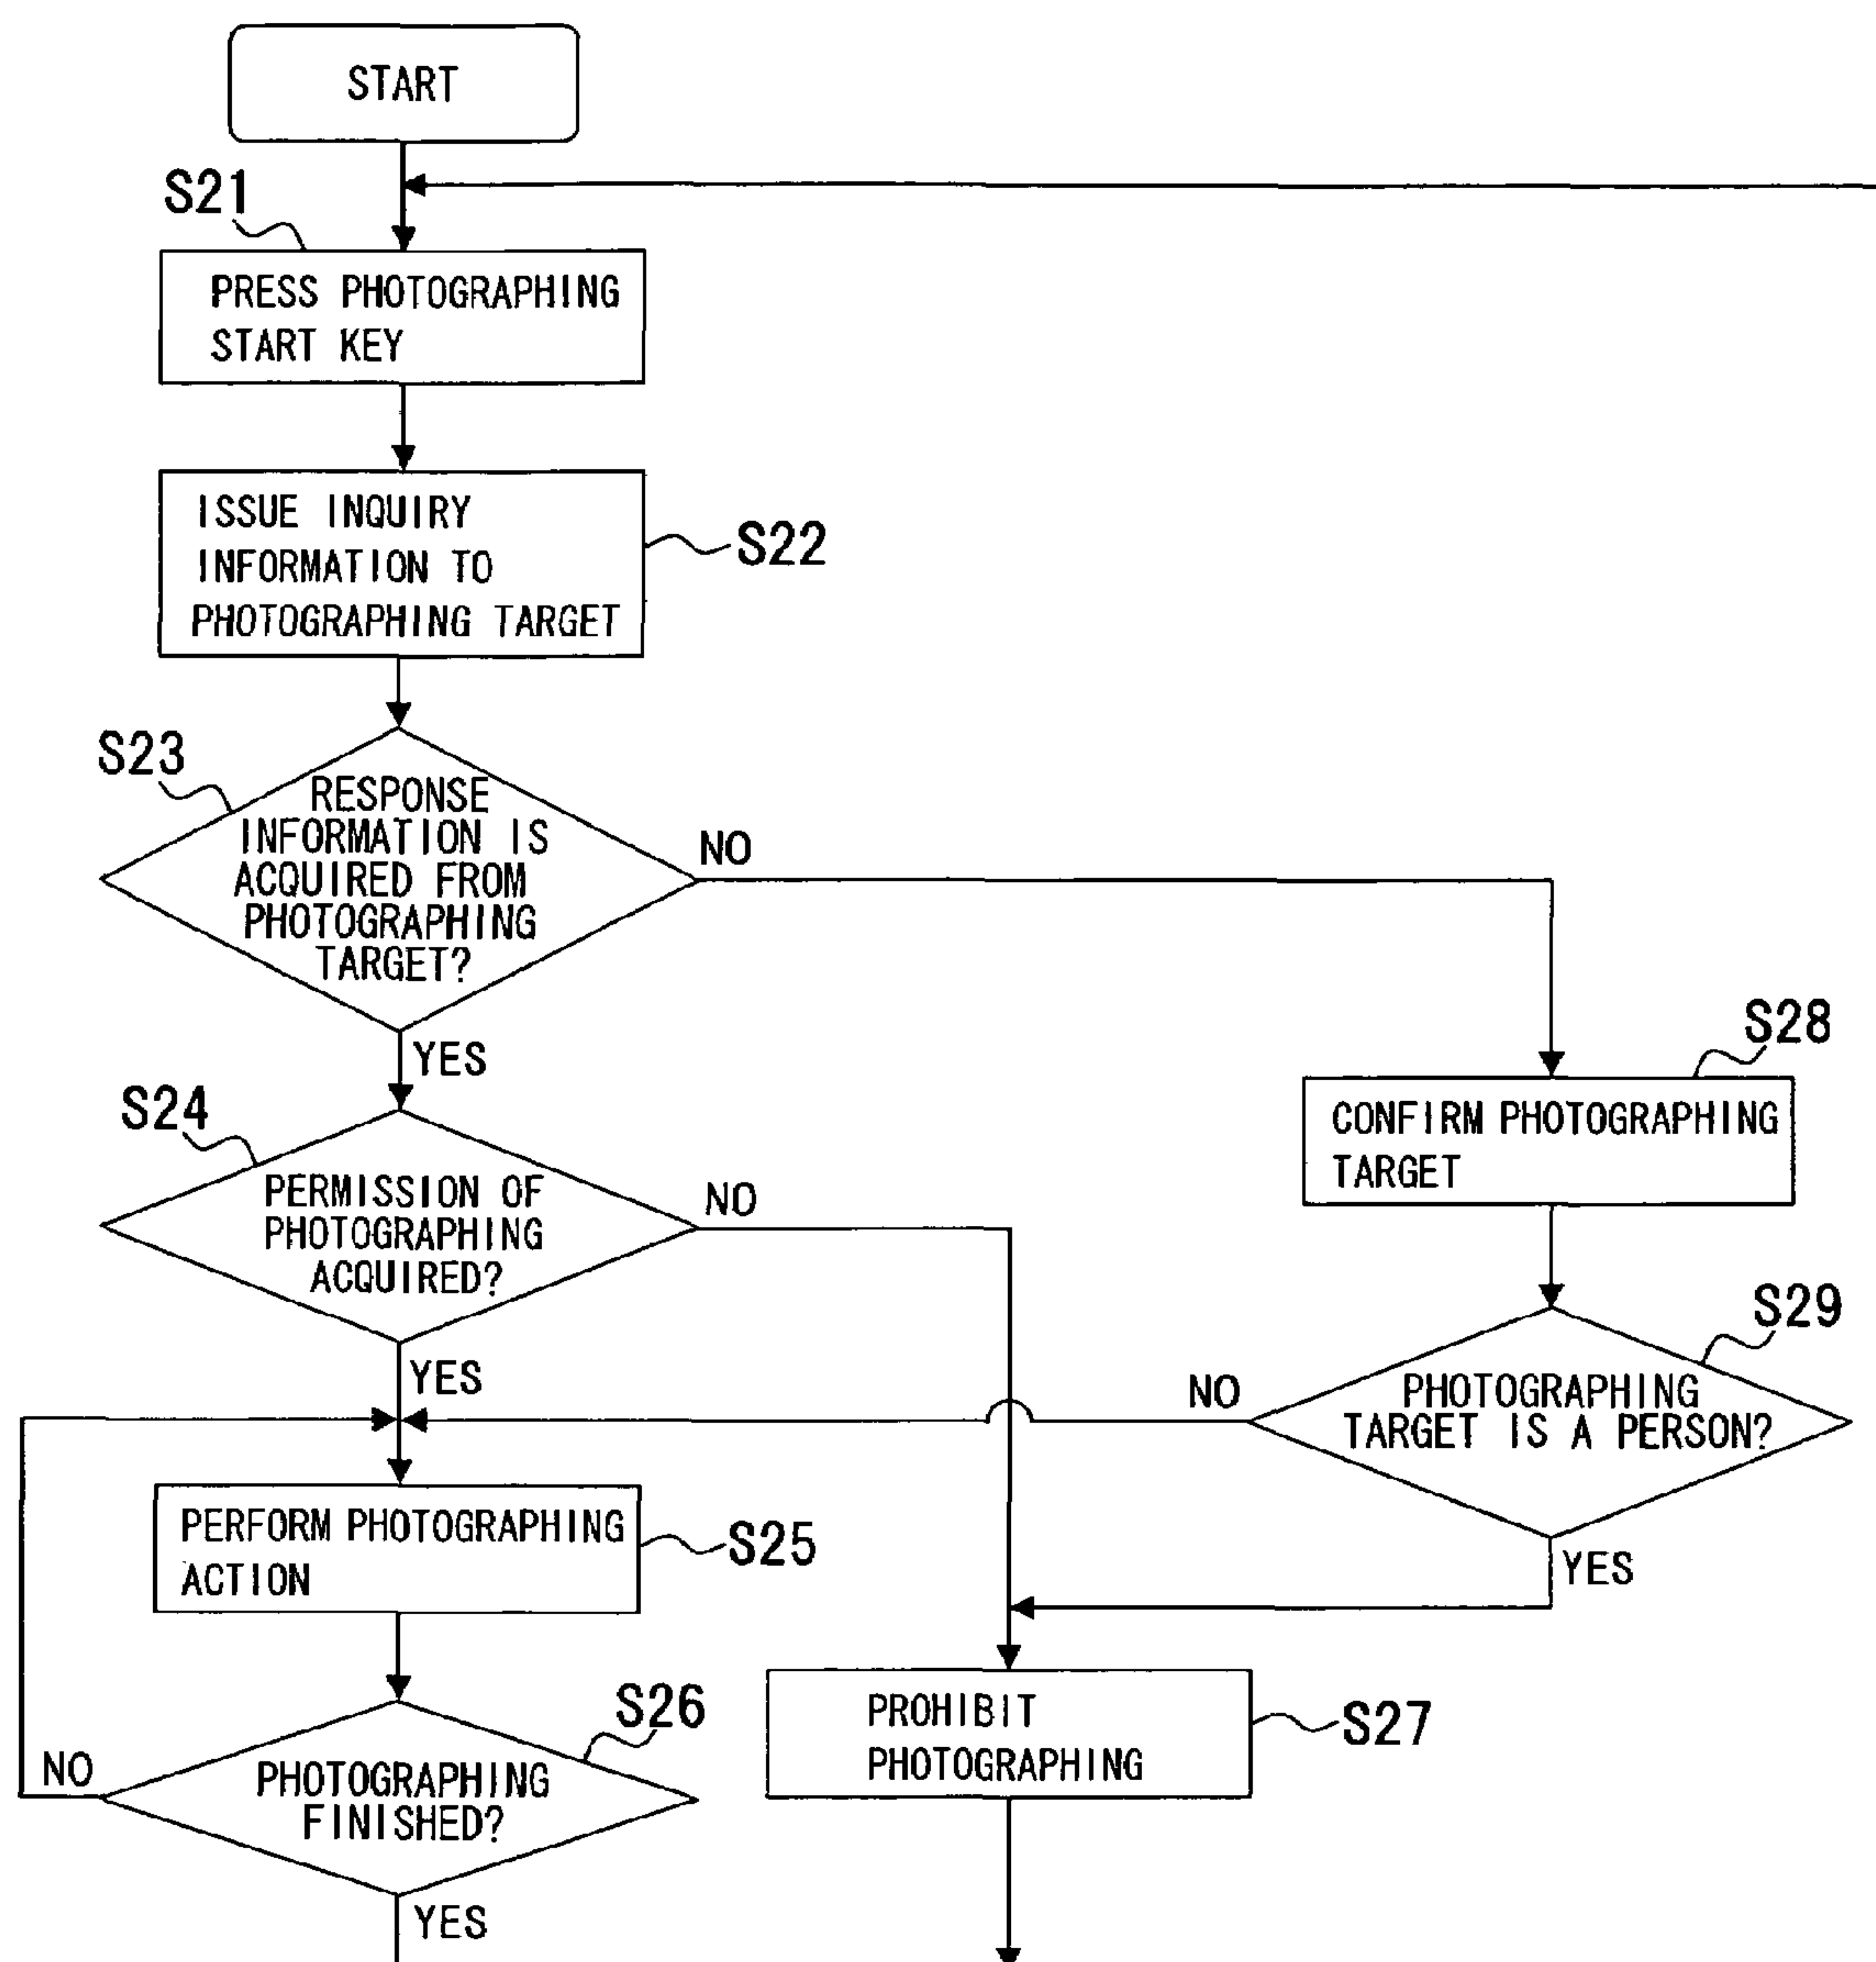 START
S21
PRESS PHOTOGRAPHING
START KEY
ISSUE INQUIRY
INFORMATION TO
PHOTOGRAPHING TARGET
S22
S23
RESPONSE
INFORMATION IS
ACQUIRED FROM
PHOTOGRAPHING
TARGET?
NO
YES
S28
CONFIRM PHOTOGRAPHING
TARGET
S24
PERMISSION OF
PHOTOGRAPHING
ACQUIRED?
NO
YES
S29
PHOTOGRAPHING
TARGET IS A PERSON?
NO
YES
PERFORM PHOTOGRAPHING
ACTION
S25
S26
PHOTOGRAPHING
FINISHED?
NO
YES
PROHIBIT
PHOTOGRAPHING
S27